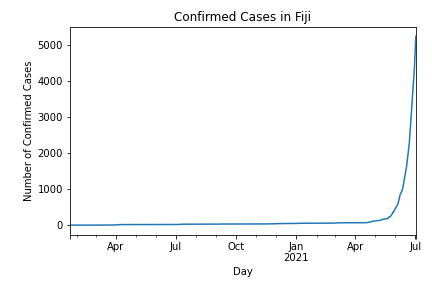 Confirmed Cases in Fiji
5000
4000
3000
2000
1000
0
Number of Confirmed Cases
Apr Jul Oct Jan Apr Jul
2021
Day